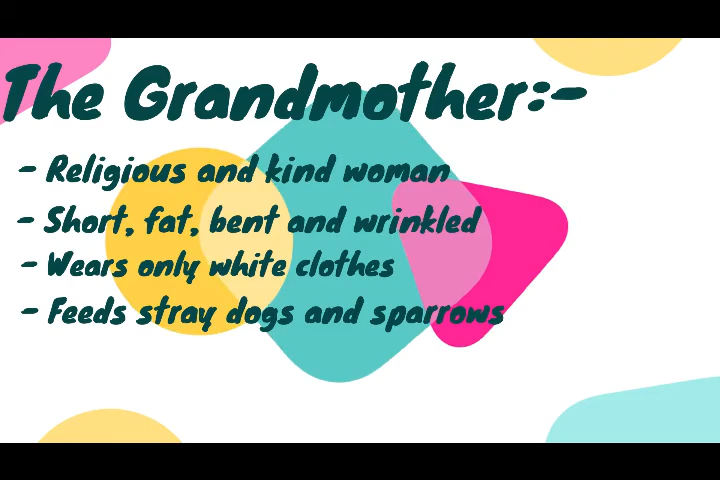 The Grandmother:-
- Religious and kind woman
- Short, fat, bent and wrinkled
- Wears only white clothes
- Feeds stray dogs and sparrows